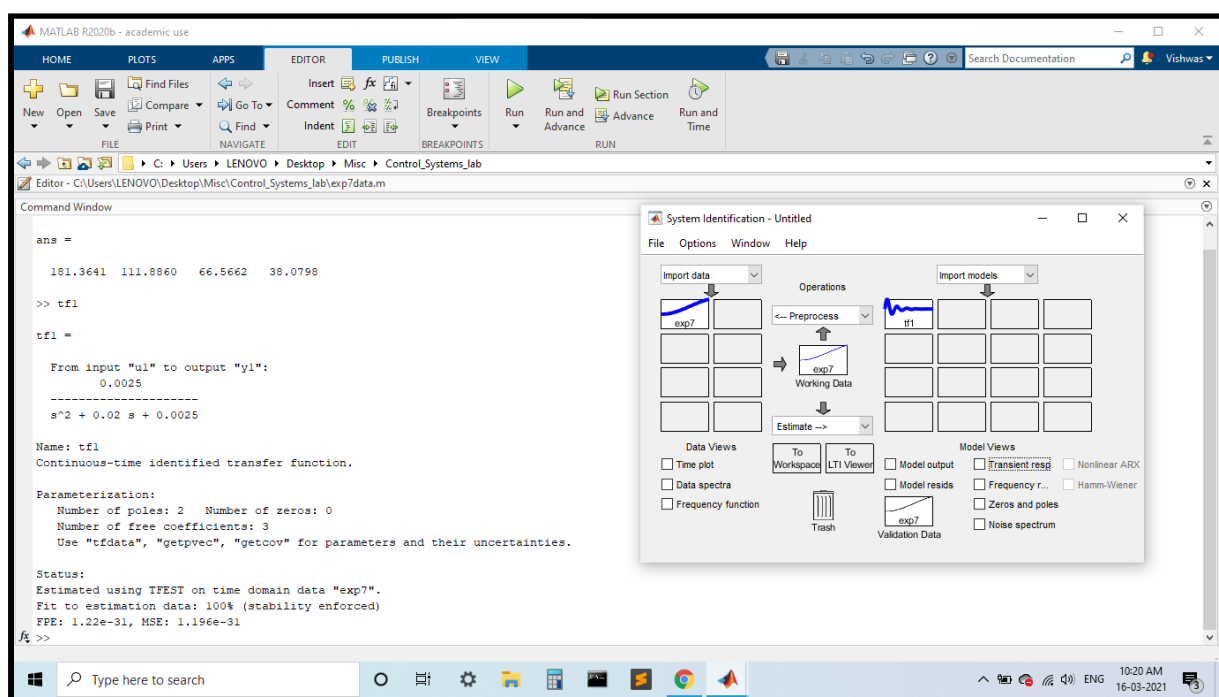 MATLAB R2020b - academic use
HOME PLOTS APPS EDITOR PUBLISH VIEW Search Documentation Vishwas
New Open Save Find Files Compare Print Go To Find Insert fx Comment % Indent Breakpoints Run Run and Advance Run Section Advance Run and Time
FILE NAVIGATE EDIT BREAKPOINTS RUN
C: Users LENOVO Desktop Misc Control_Systems_lab
Editor - C:\Users\LENOVO\Desktop\Misc\Control_Systems_lab\exp7data.m
Command Window
ans =
181.3641 111.8860 66.5662 38.0798
>> tf1
tf1 =
From input "u1" to output "y1":
0.0025
---------------------
s^2 + 0.02 s + 0.0025
Name: tf1
Continuous-time identified transfer function.
Parameterization:
Number of poles: 2 Number of zeros: 0
Number of free coefficients: 3
Use "tfdata", "getpvec", "getcov" for parameters and their uncertainties.
Status:
Estimated using TFEST on time domain data "exp7".
Fit to estimation data: 100% (stability enforced)
FPE: 1.22e-31, MSE: 1.196e-31
fx >>
System Identification - Untitled
File Options Window Help
Import data
Import models
Operations
<-- Preprocess
exp7
tf1
exp7
Working Data
Estimate -->
Data Views
Time plot
Data spectra
Frequency function
To Workspace
To LTI Viewer
Trash
Model Views
Model output
Transient resp
Nonlinear ARX
Model resids
Frequency r...
Hamm-Wiener
Zeros and poles
Noise spectrum
exp7
Validation Data
Type here to search
ENG
10:20 AM
16-03-2021
3